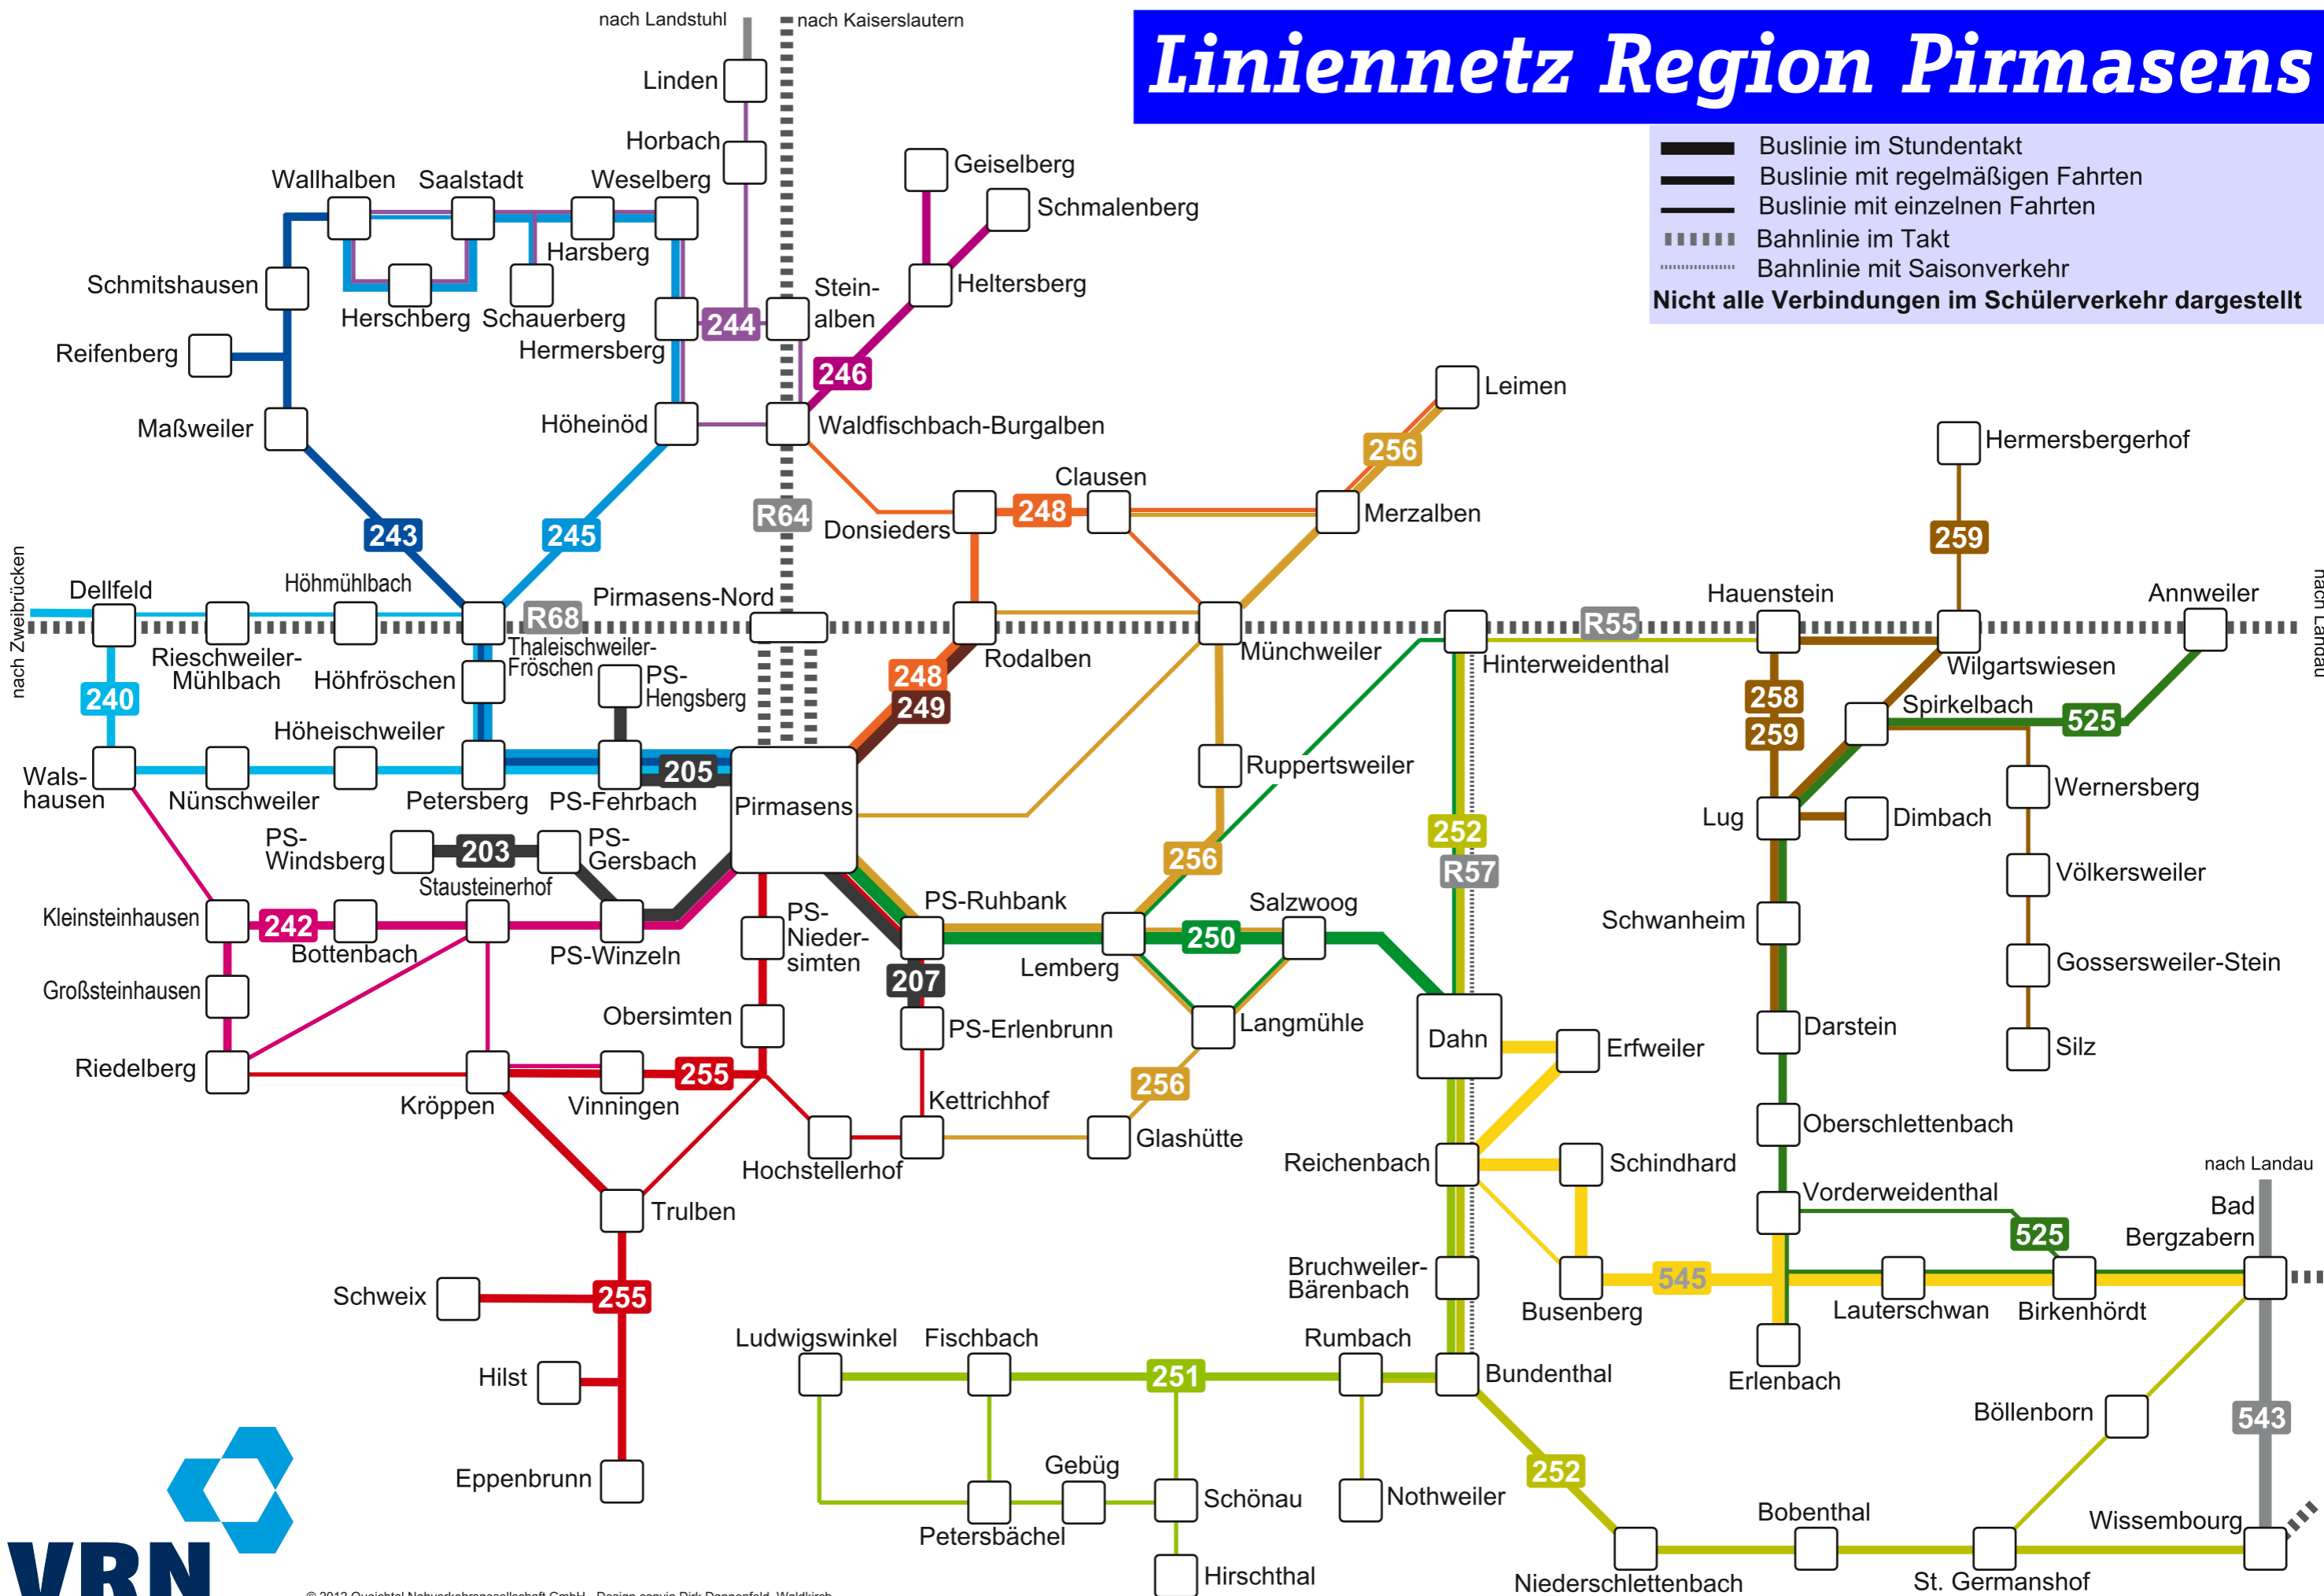 nach Landstuhl
nach Kaiserslautern
Liniennetz Region Pirmasens
Buslinie im Stundentakt
Buslinie mit regelmäßigen Fahrten
Buslinie mit einzelnen Fahrten
Bahnlinie im Takt
Bahnlinie mit Saisonverkehr
Nicht alle Verbindungen im Schülerverkehr dargestellt
Linden
Horbach
Geiselberg
Schmalenberg
Wallhalben
Saalstadt
Weselberg
Harsberg
Schmitshausen
Herschberg
Schauerberg
Hermersberg
244
Stein-
alben
Heltersberg
246
Reifenberg
Maßweiler
Höheinöd
Waldfischbach-Burgalben
Leimen
256
Hermersbergerhof
Clausen
243
245
R64
Donsieders
248
Merzalben
259
nach Zweibrücken
Dellfeld
Höhmühlbach
R68
Pirmasens-Nord
R55
Hauenstein
Annweiler
nach Landau
Rieschweiler-
Mühlbach
Thaleischweiler-
Fröschen
Rodalben
Münchweiler
Hinterweidenthal
Wilgartswiesen
240
Höhfröschen
PS-
Hengsberg
248
249
258
259
Spirkelbach
525
Höheischweiler
Wals-
hausen
Nünschweiler
Petersberg
PS-Fehrbach
205
Pirmasens
Ruppertsweiler
Wernersberg
PS-
Windsberg
203
PS-
Gersbach
256
252
R57
Lug
Dimbach
Völkersweiler
Stausteinerhof
Kleinsteinhausen
242
Bottenbach
PS-Winzeln
PS-
Nieder-
simten
PS-Ruhbank
Lemberg
250
Salzwoog
Schwanheim
Gossersweiler-Stein
Großsteinhausen
207
Obersimten
PS-Erlenbrunn
Langmühle
Dahn
Erfweiler
Darstein
Silz
Riedelberg
Kröppen
Vinningen
255
256
Kettrichhof
Hochstellerhof
Glashütte
Oberschlettenbach
Reichenbach
Schindhard
nach Landau
Trulben
Vorderweidenthal
525
Bad
Bergzabern
Schweix
255
Bruchweiler-
Bärenbach
Busenberg
545
Lauterschwan
Birkenhördt
Ludwigswinkel
Fischbach
251
Rumbach
Bundenthal
Erlenbach
Hilst
Böllenborn
543
Eppenbrunn
Gebüg
Petersbächel
Schönau
Nothweiler
252
Bobenthal
Wissembourg
Hirschthal
Niederschlettenbach
St. Germanshof
VRN